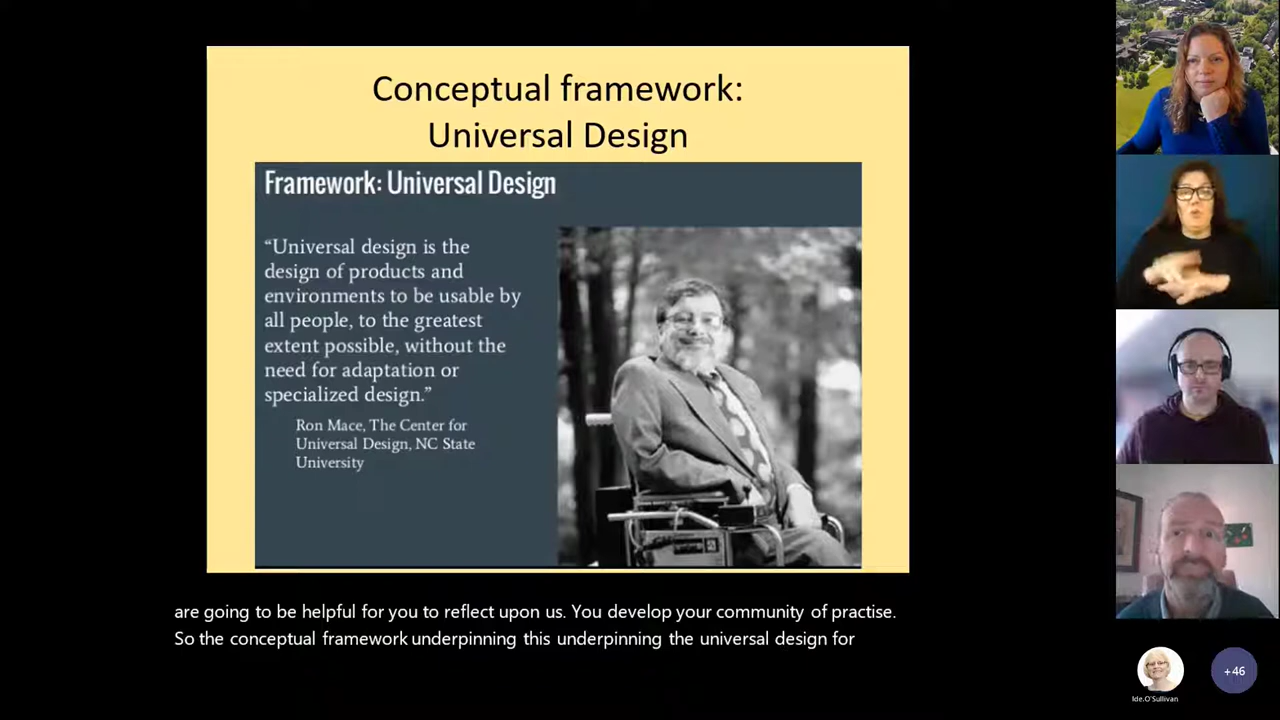 Conceptual framework:
Universal Design
Framework: Universal Design
“Universal design is the
design of products and
environments to be usable by
all people, to the greatest
extent possible, without the
need for adaptation or
specialized design.”
Ron Mace, The Center for
Universal Design, NC State
University
are going to be helpful for you to reflect upon us. You develop your community of practise.
So the conceptual framework underpinning this underpinning the universal design for
Ide.O'Sullivan
+46